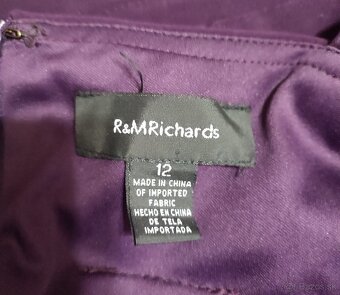 R&MRichards
12
MADE IN CHINA
OF IMPORTED
FABRIC
HECHO EN CHINA
DE TELA
IMPORTADA